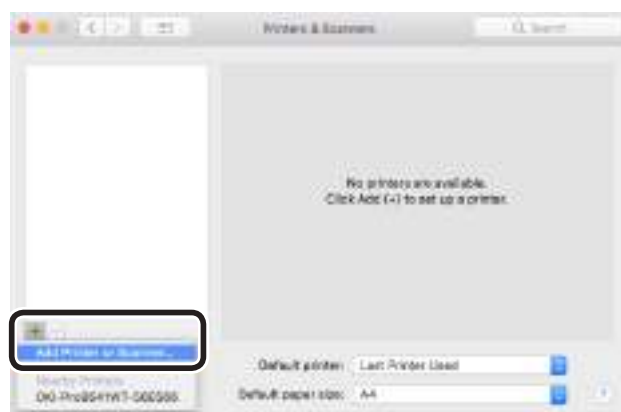 Printers & Scanners
Search
No printers are available.
Click Add (+) to set up a printer.
+
Add Printer or Scanner...
Nearby Printers
Default printer: Last Printer Used
Default paper size: A4
?